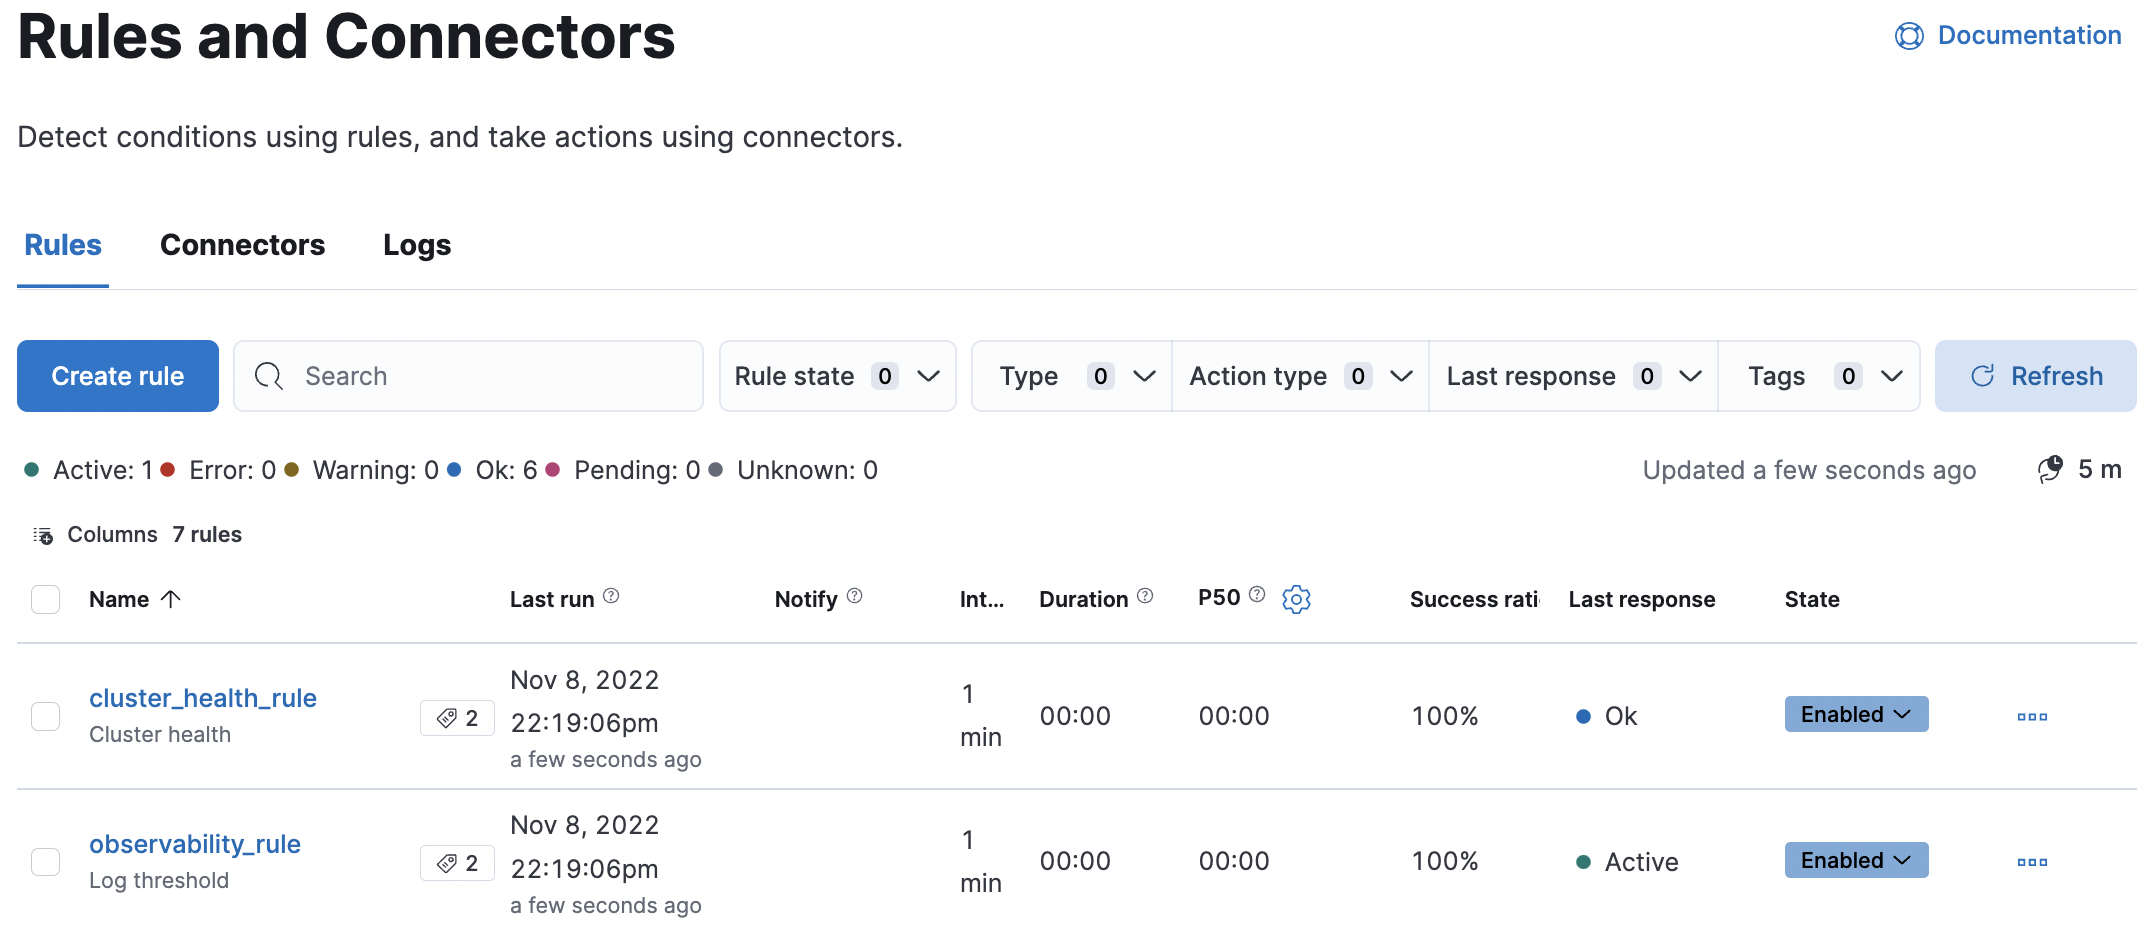 Rules and Connectors
Documentation
Detect conditions using rules, and take actions using connectors.
Rules Connectors Logs
Create rule Search Rule state 0 Type 0 Action type 0 Last response 0 Tags 0 Refresh
Active: 1 Error: 0 Warning: 0 Ok: 6 Pending: 0 Unknown: 0 Updated a few seconds ago 5 m
Columns 7 rules
Name Last run Notify Int... Duration P50 Success rati Last response State
cluster_health_rule
Cluster health
2
Nov 8, 2022
22:19:06pm
a few seconds ago
1
min
00:00
00:00
100%
Ok
Enabled
observability_rule
Log threshold
2
Nov 8, 2022
22:19:06pm
a few seconds ago
1
min
00:00
00:00
100%
Active
Enabled